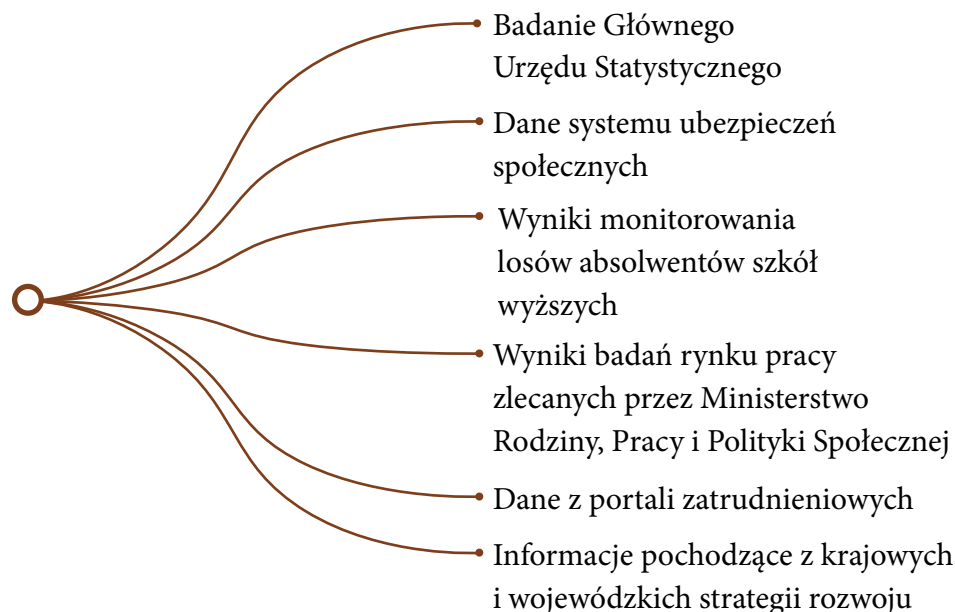 Badanie Głównego
Urzędu Statystycznego
Dane systemu ubezpieczeń
społecznych
Wyniki monitorowania
losów absolwentów szkół
wyższych
Wyniki badań rynku pracy
zlecanych przez Ministerstwo
Rodziny, Pracy i Polityki Społecznej
Dane z portali zatrudnieniowych
Informacje pochodzące z krajowych
i wojewódzkich strategii rozwoju